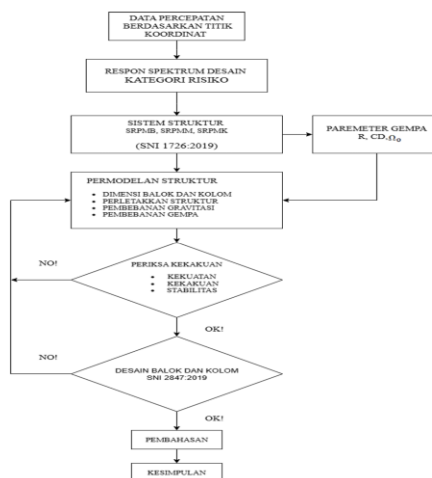 DATA PERCEPATAN
BERDASARKAN TITIK
KOORDINAT
RESPON SPEKTRUM DESAIN
KATEGORI RISIKO
SISTEM STRUKTUR
SRPMB, SRPMM, SRPMK
(SNI 1726:2019)
PAREMETER GEMPA
R, CD,Ω₀
PERMODELAN STRUKTUR
• DIMENSI BALOK DAN KOLOM
• PERLETAKKAN STRUKTUR
• PEMBEBANAN GRAVITASI
• PEMBEBANAN GEMPA
NO!
PERIKSA KEKAKUAN
• KEKUATAN
• KEKAKUAN
• STABILITAS
OK!
NO!
DESAIN BALOK DAN KOLOM
SNI 2847:2019
OK!
PEMBAHASAN
KESIMPULAN